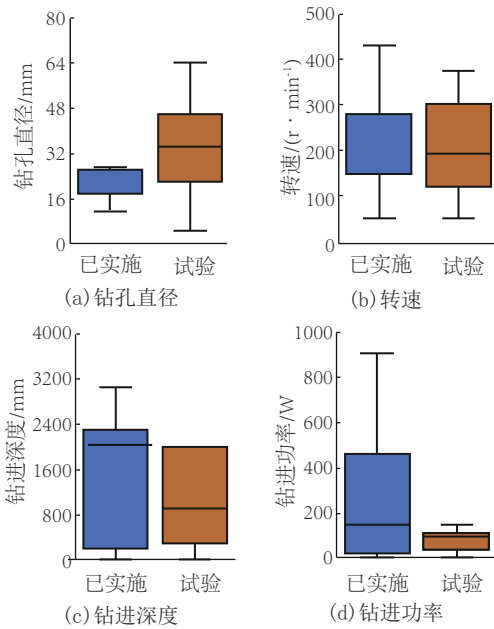 80
64
48
32
16
0
钻孔直径/mm
已实施 试验
(a)钻孔直径
500
400
300
200
100
0
转速/(r · min⁻¹)
已实施 试验
(b)转速
4000
3200
2400
1600
800
0
钻进深度/mm
已实施 试验
(c)钻进深度
1000
800
600
400
200
0
钻进功率/W
已实施 试验
(d)钻进功率